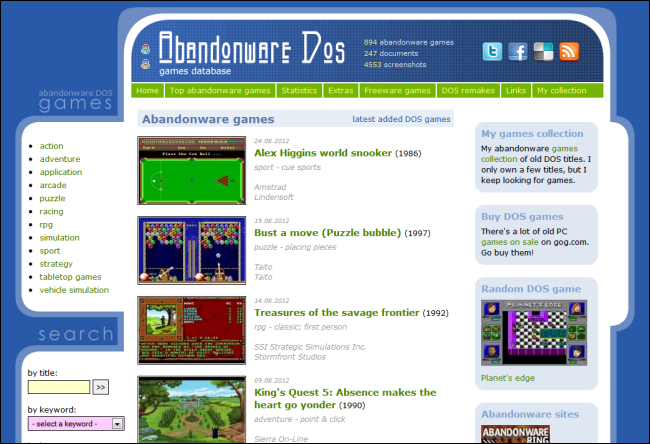 Abandonware Dos
games database
894 abandonware games
247 documents
4553 screenshots
Home
Top abandonware games
Statistics
Extras
Freeware games
DOS remakes
Links
My collection
abandonware DOS
games
action
adventure
application
arcade
puzzle
racing
rpg
simulation
sport
strategy
tabletop games
vehicle simulation
search
by title:
>>
by keyword:
- select a keyword -
Abandonware games
latest added DOS games
24.08.2012
Alex Higgins world snooker (1986)
sport - cue sports
Amstrad
Lindensoft
19.08.2012
Bust a move (Puzzle bubble) (1997)
puzzle - placing pieces
Taito
Taito
14.08.2012
Treasures of the savage frontier (1992)
rpg - classic: first person
SSI Strategic Simulations Inc.
Stormfront Studios
09.08.2012
King's Quest 5: Absence makes the
heart go yonder (1990)
adventure - point & click
Sierra On-Line
My games collection
My abandonware games
collection of old DOS titles. I
only own a few titles, but I
keep looking for games.
Buy DOS games
There's a lot of old PC
games on sale on gog.com.
Go buy them!
Random DOS game
PLANET'S EDGE
Planet's edge
Abandonware sites
ABANDONWARE
RING